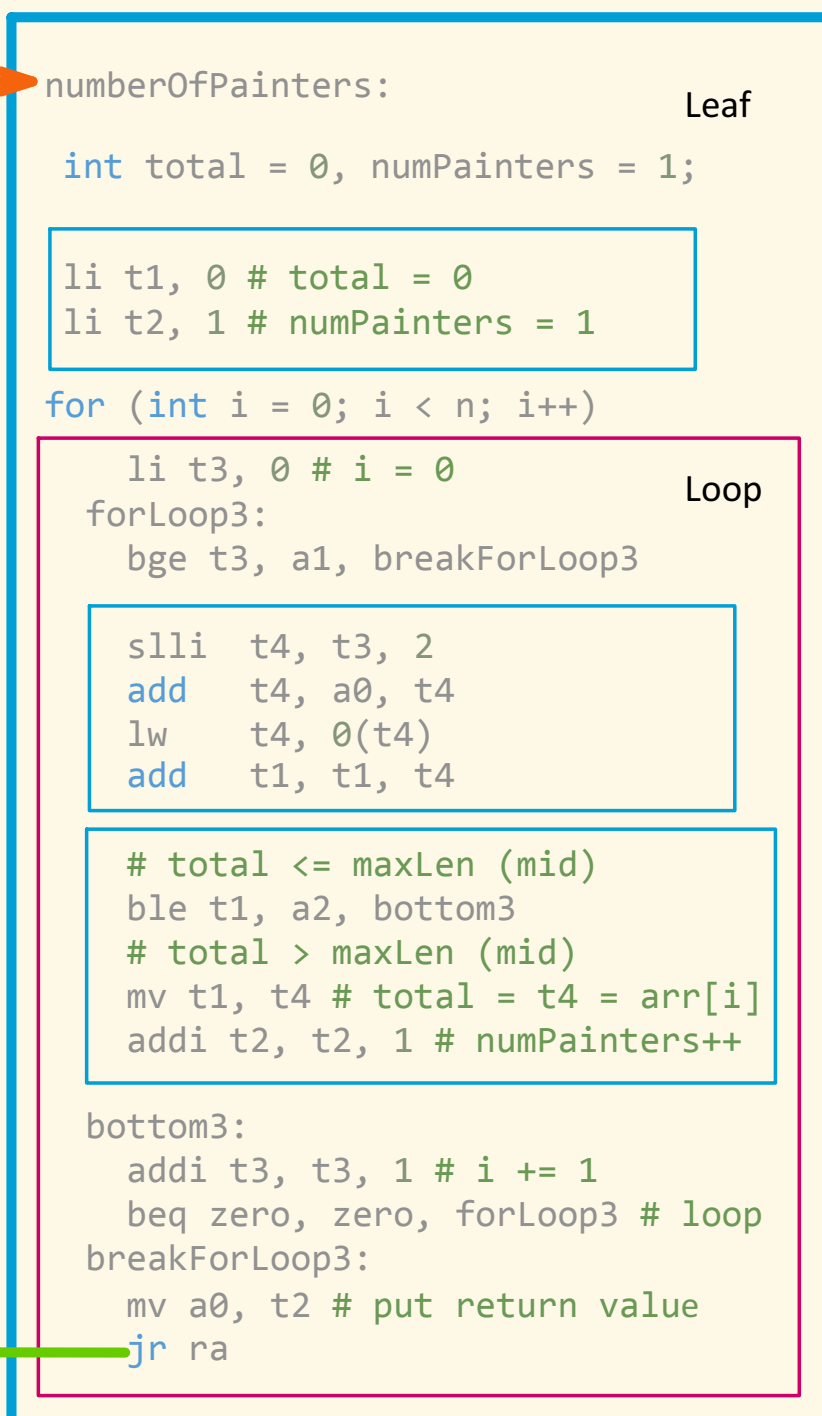 numberOfPainters:
Leaf
int total = 0, numPainters = 1;
li t1, 0 # total = 0
li t2, 1 # numPainters = 1
for (int i = 0; i < n; i++)
li t3, 0 # i = 0
Loop
forLoop3:
bge t3, a1, breakForLoop3
slli t4, t3, 2
add t4, a0, t4
lw t4, 0(t4)
add t1, t1, t4
# total <= maxLen (mid)
ble t1, a2, bottom3
# total > maxLen (mid)
mv t1, t4 # total = t4 = arr[i]
addi t2, t2, 1 # numPainters++
bottom3:
addi t3, t3, 1 # i += 1
beq zero, zero, forLoop3 # loop
breakForLoop3:
mv a0, t2 # put return value
jr ra